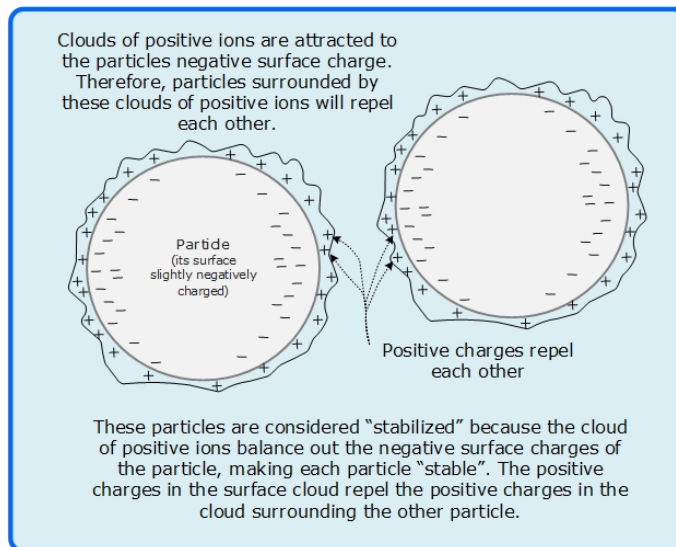 Clouds of positive ions are attracted to
the particles negative surface charge.
Therefore, particles surrounded by
these clouds of positive ions will repel
each other.
Particle
(its surface
slightly negatively
charged)
Positive charges repel
each other
These particles are considered “stabilized” because the cloud
of positive ions balance out the negative surface charges of
the particle, making each particle “stable”. The positive
charges in the surface cloud repel the positive charges in the
cloud surrounding the other particle.